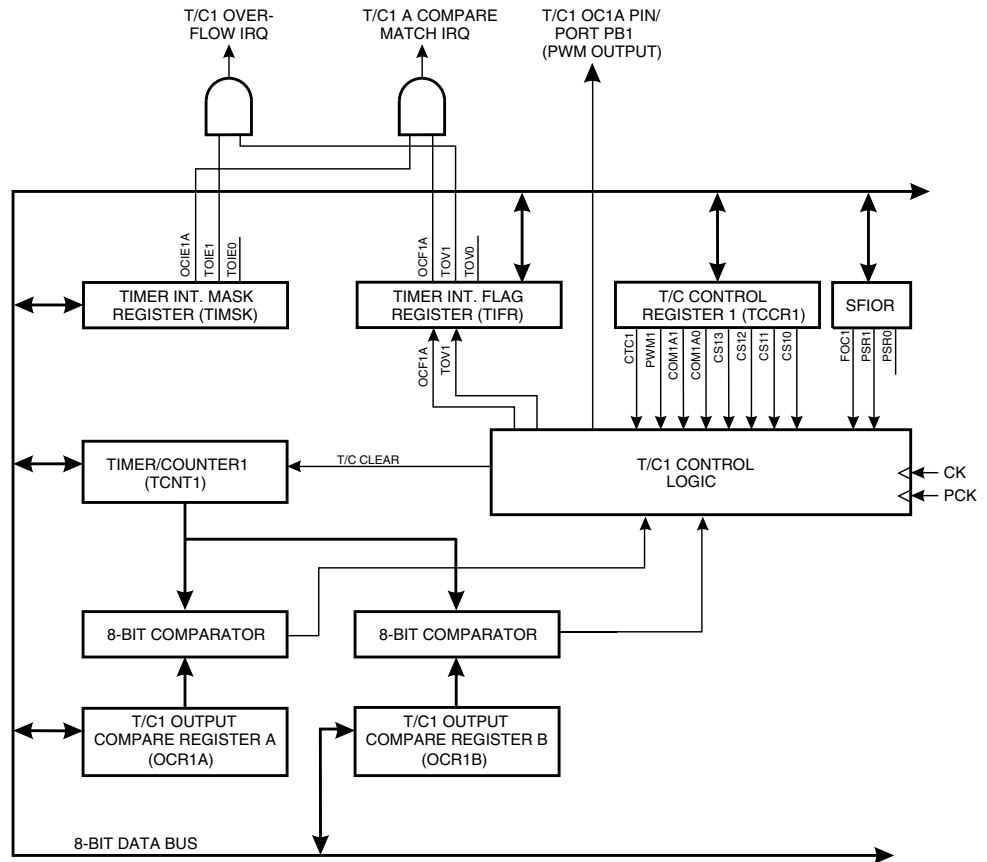 T/C1 OVER-
FLOW IRQ
T/C1 A COMPARE
MATCH IRQ
T/C1 OC1A PIN/
PORT PB1
(PWM OUTPUT)
OCIE1A
TOIE1
TOIE0
OCF1A
TOV1
TOV0
TIMER INT. MASK
REGISTER (TIMSK)
TIMER INT. FLAG
REGISTER (TIFR)
T/C CONTROL
REGISTER 1 (TCCR1)
SFIOR
OCF1A
TOV1
CTC1
PWM1
COM1A1
COM1A0
CS13
CS12
CS11
CS10
FOC1
PSR1
PSR0
TIMER/COUNTER1
(TCNT1)
T/C CLEAR
T/C1 CONTROL
LOGIC
CK
PCK
8-BIT COMPARATOR
8-BIT COMPARATOR
T/C1 OUTPUT
COMPARE REGISTER A
(OCR1A)
T/C1 OUTPUT
COMPARE REGISTER B
(OCR1B)
8-BIT DATA BUS